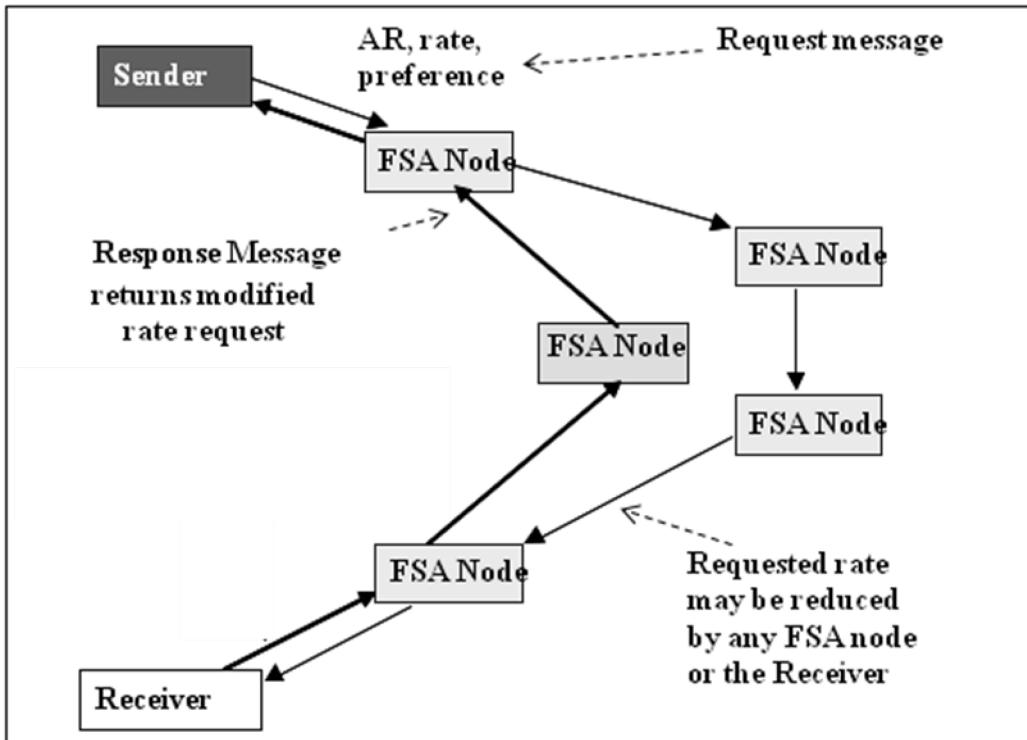 Sender
AR, rate,
preference
Request message
FSA Node
Response Message
returns modified
rate request
FSA Node
FSA Node
FSA Node
FSA Node
Requested rate
may be reduced
by any FSA node
or the Receiver
Receiver